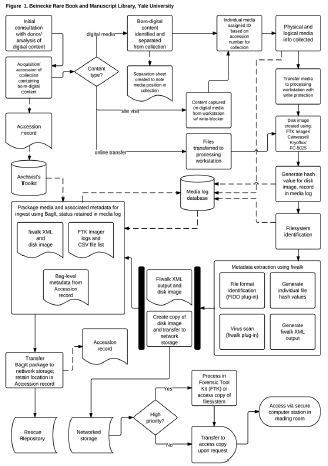 Figure 1. Beinecke Rare Book and Manuscript Library, Yale University
Initial
consultation
with donor/
analysis of
digital content
digital media
Born-digital
content
identified and
separated
from collection
Individual media
assigned ID
based on
accession
number for
collection
Physical and
logical media
info collected
Acquisition/
accession of
collection
containing
born-digital
content
Content
type?
Separation sheet
created to note
media position in
collection
Transfer media
to processing
workstation with
write protection
Content captured
on digital media
from workstation
w/ write-blocker
site visit
Accession
record
Disk image
created using
FTK Imager/
Catweasel/
Kryoflux/
FC-5025
online transfer
Files
transferred to
processing
workstation
Archivist's
Toolkit
Media log
database
Generate hash
value for disk
image, record
in media log
Filesystem
identification
Package media and associated metadata for
ingest using BagIt, status retained in media log
Fiwalk XML
and
disk image
FTK Imager
logs and
CSV file list
Bag-level
metadata from
Accession
record
Fiwalk XML
output and
disk image
Create copy of
disk image and
transfer to
network
storage
Metadata extraction using fiwalk
File format
identification
(FIDO plug-in)
Generate
individual file
hash values
Virus scan
(fiwalk plug-in)
Generate
fiwalk XML
output
Transfer
BagIt package to
network storage;
retain location in
Accession record
Accession
record
Rescue
Repository
Networked
storage
High
priority?
Yes
No
Process in
Forensic Tool
Kit (FTK) or
access copy of
filesystem
Transfer to
access copy
upon request
Access via secure
computer station in
reading room